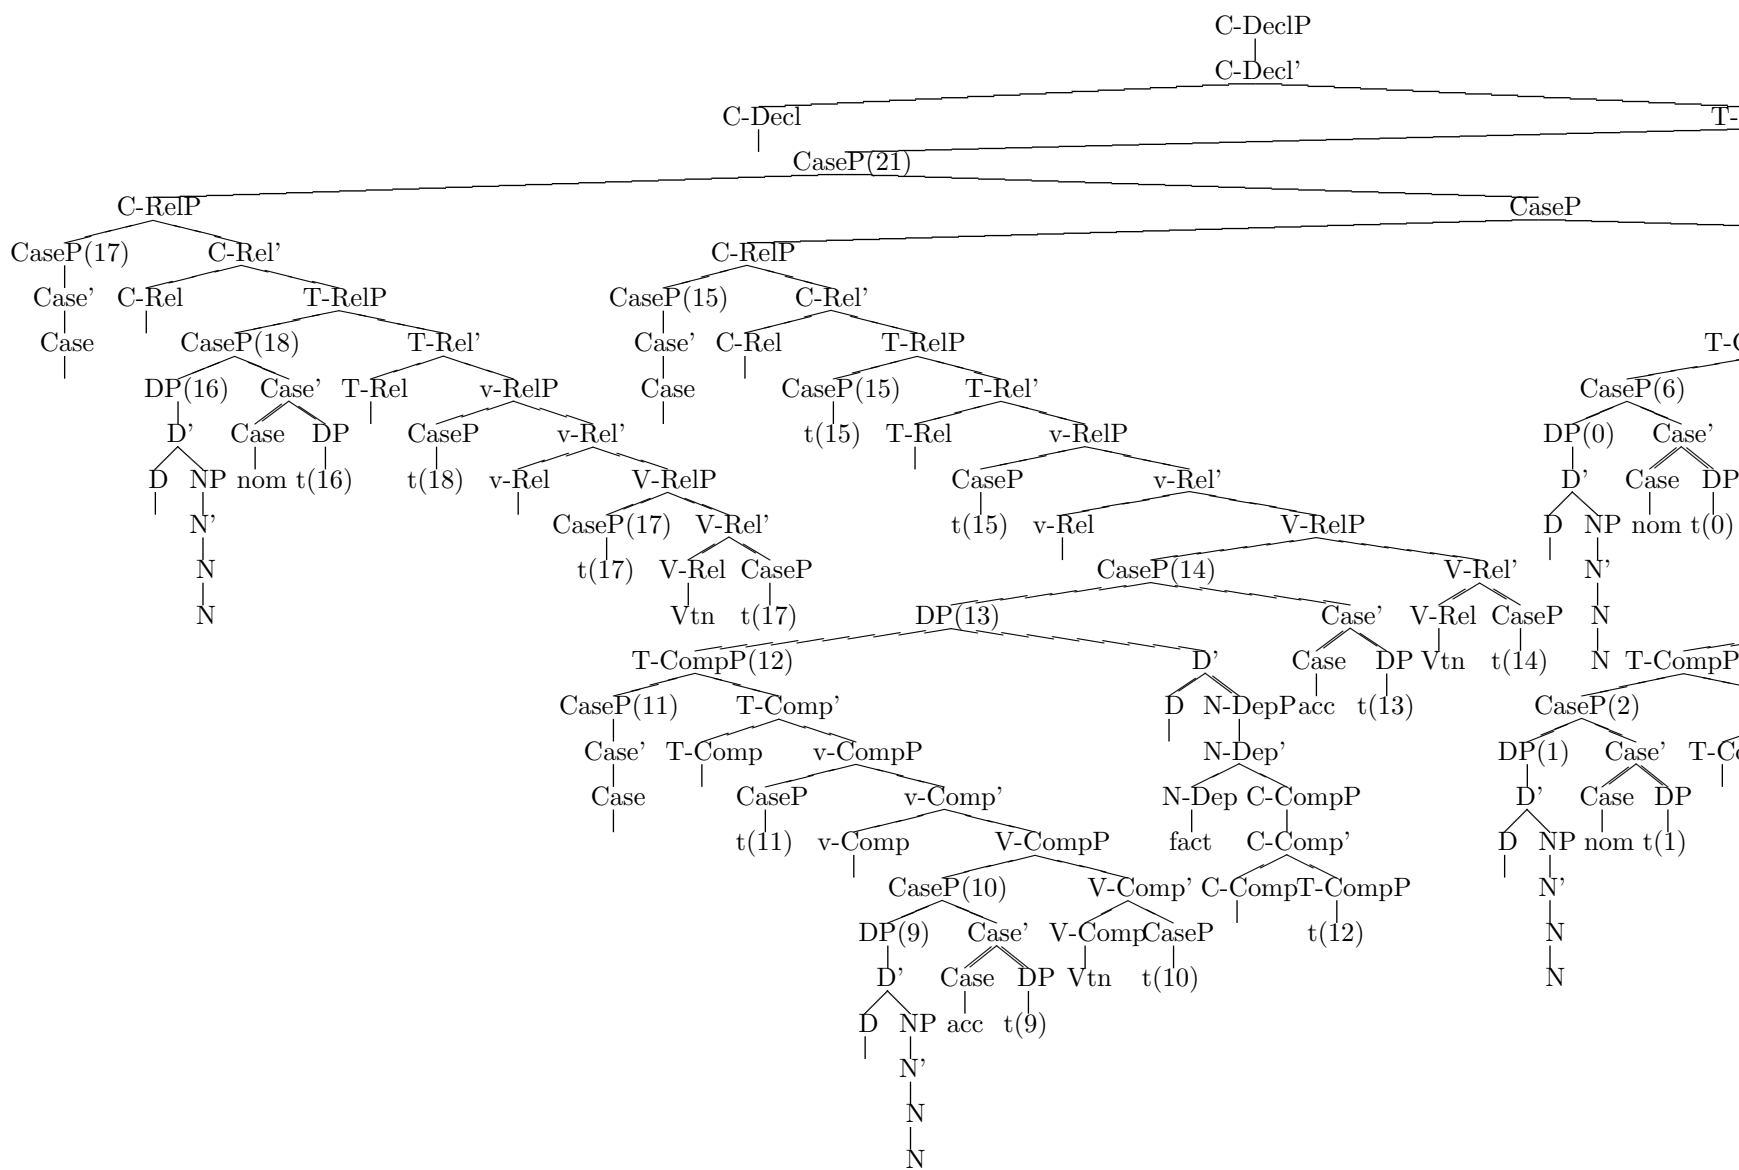 C-DeclP
C-Decl’
C-Decl T-
CaseP(21)
C-RelP CaseP
CaseP(17) C-Rel’ C-RelP
Case’ C-Rel T-RelP CaseP(15) C-Rel’
Case CaseP(18) T-Rel’ Case’ C-Rel T-RelP T-C
DP(16) Case’ T-Rel v-RelP Case CaseP(15) T-Rel’ CaseP(6)
D’ Case DP CaseP v-Rel’ t(15) T-Rel v-RelP DP(0) Case’
D NP nom t(16) t(18) v-Rel V-RelP CaseP v-Rel’ D’ Case DP
N’ CaseP(17) V-Rel’ t(15) v-Rel V-RelP D NP nom t(0)
N t(17) V-Rel CaseP CaseP(14) V-Rel’ N’
N Vtn t(17) DP(13) Case’ V-Rel CaseP N
T-CompP(12) D’ Case DP Vtn t(14) N T-CompP
CaseP(11) T-Comp’ D N-DepP acc t(13) CaseP(2)
Case’ T-Comp v-CompP N-Dep’ DP(1) Case’ T-Co
Case CaseP v-Comp’ N-Dep C-CompP D’ Case DP
t(11) v-Comp V-CompP fact C-Comp’ D NP nom t(1)
CaseP(10) V-Comp’ C-Comp T-CompP N’
DP(9) Case’ V-Comp CaseP t(12) N
D’ Case DP Vtn t(10) N
D NP acc t(9)
N’
N
N